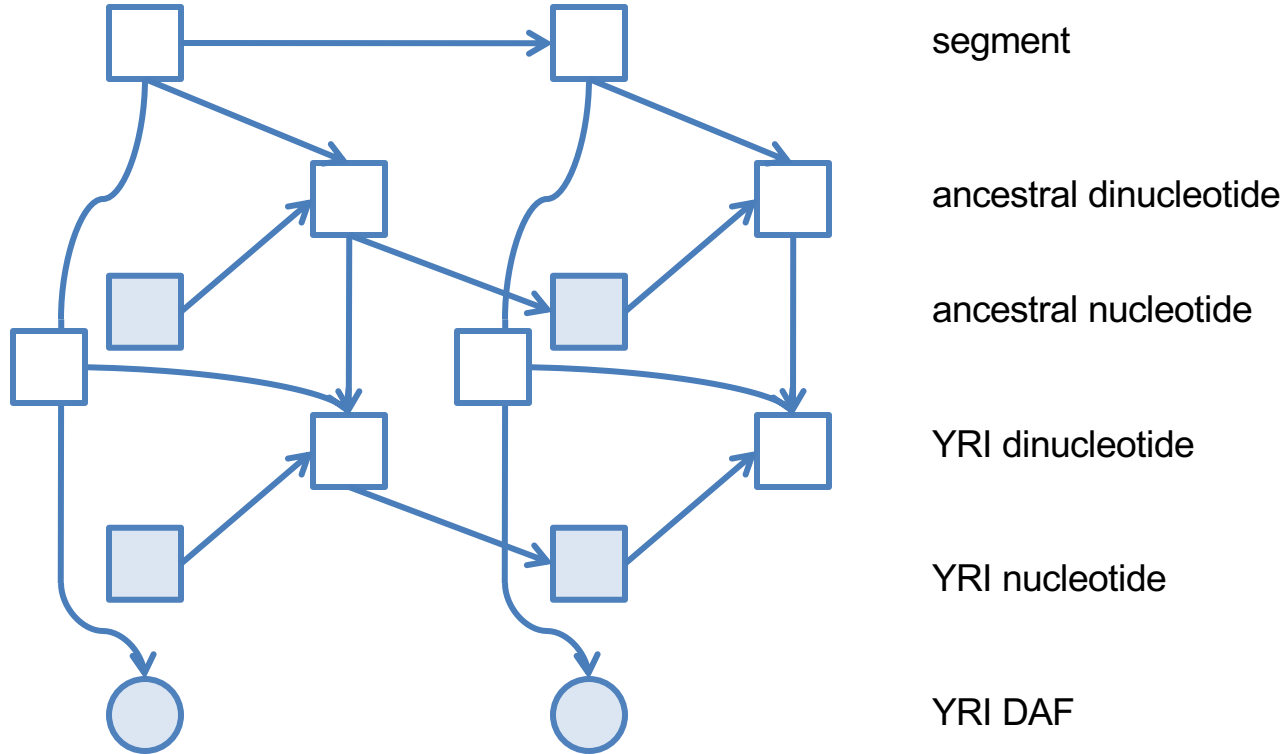 segment
ancestral dinucleotide
ancestral nucleotide
YRI dinucleotide
YRI nucleotide
YRI DAF